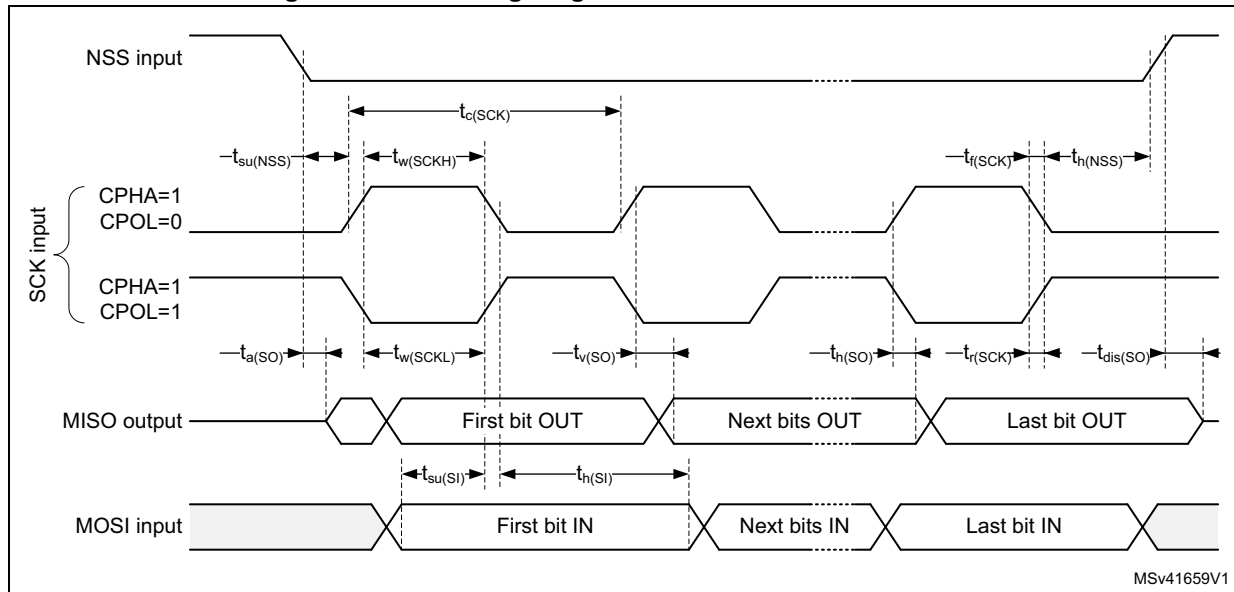 NSS input
tc(SCK)
tsu(NSS)
tw(SCKH)
tf(SCK)
th(NSS)
SCK input
CPHA=1
CPOL=0
CPHA=1
CPOL=1
ta(SO)
tw(SCKL)
tv(SO)
th(SO)
tr(SCK)
tdis(SO)
MISO output
First bit OUT
Next bits OUT
Last bit OUT
tsu(SI)
th(SI)
MOSI input
First bit IN
Next bits IN
Last bit IN
MSv41659V1